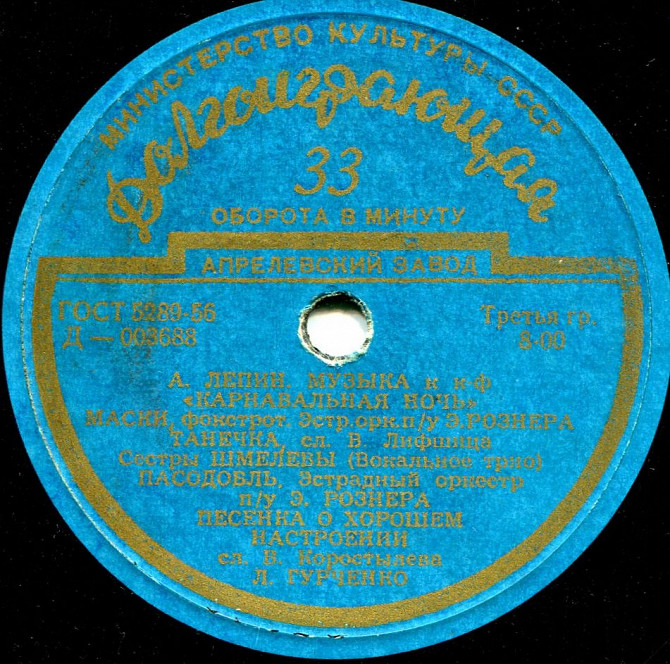 МИНИСТЕРСТВО КУЛЬТУРЫ СССР
Долгоиграющая
33
ОБОРОТА В МИНУТУ
АПРЕЛЕВСКИЙ ЗАВОД
ГОСТ 5289-56 Третья гр.
Д — 003688 8-00
А. ЛЕПИН. МУЗЫКА к к-ф
«КАРНАВАЛЬНАЯ НОЧЬ»
МАСКИ, фокстрот. Эстр.орк.п/у Э.РОЗНЕРА
ТАНЕЧКА, сл. В. Лифшица
Сестры ШМЕЛЕВЫ (Вокальное трио)
ПАСОДОБЛЬ, Эстрадный оркестр
п/у Э. РОЗНЕРА
ПЕСЕНКА О ХОРОШЕМ
НАСТРОЕНИИ
сл. В. Коростылева
Л. ГУРЧЕНКО